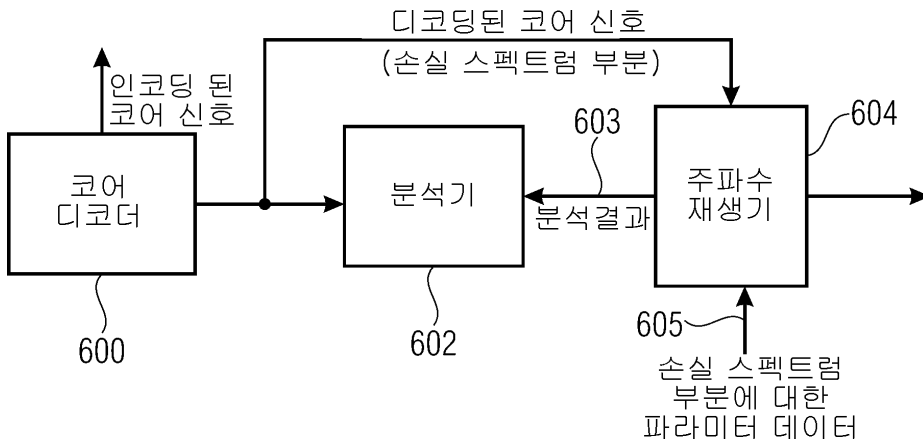 디코딩된 코어 신호
(손실 스펙트럼 부분)
인코딩 된
코어 신호
603
604
코어
디코더
분석기
주파수
재생기
분석결과
600
602
605
손실 스펙트럼
부분에 대한
파라미터 데이터